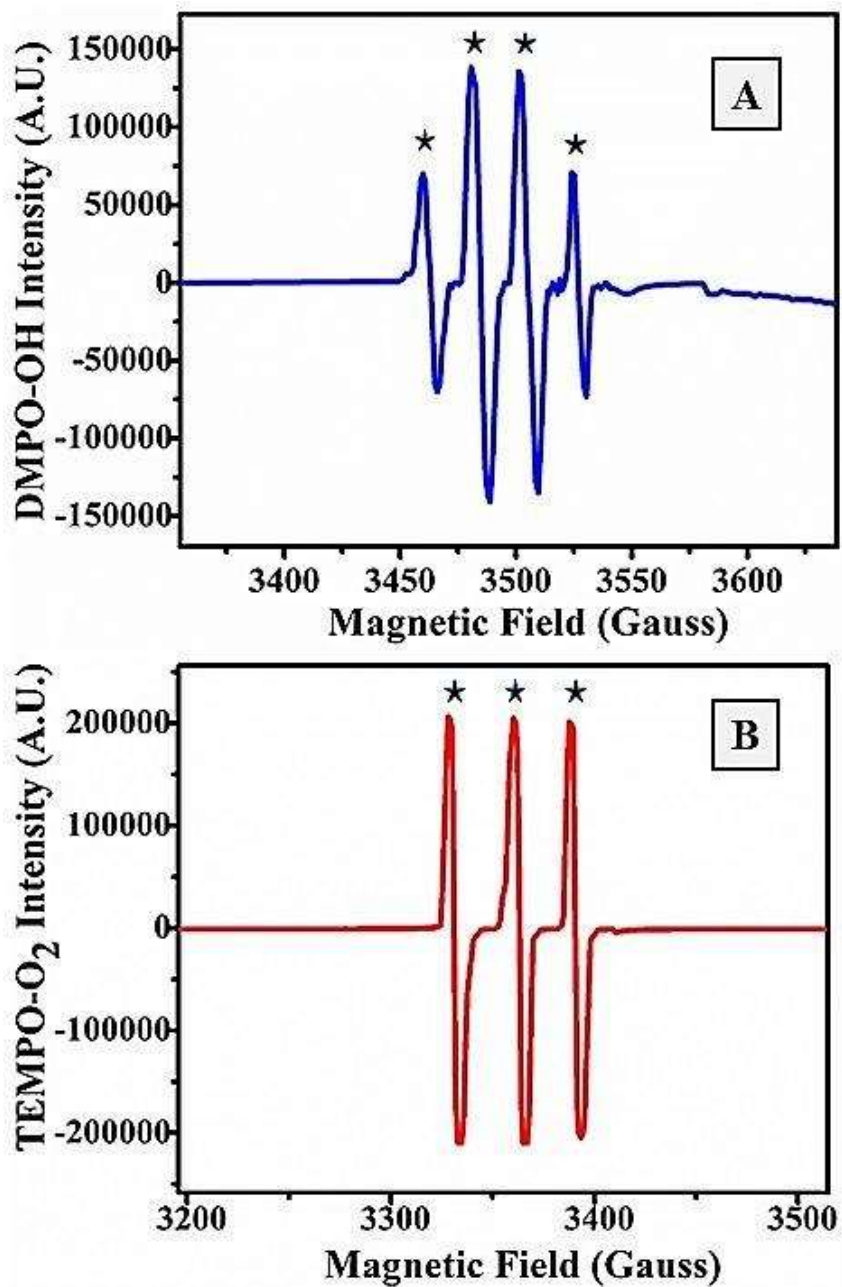 A
DMPO-OH Intensity (A.U.)
150000
100000
50000
0
-50000
-100000
-150000
3400 3450 3500 3550 3600
Magnetic Field (Gauss)
B
TEMPO-O2 Intensity (A.U.)
200000
100000
0
-100000
-200000
3200 3300 3400 3500
Magnetic Field (Gauss)